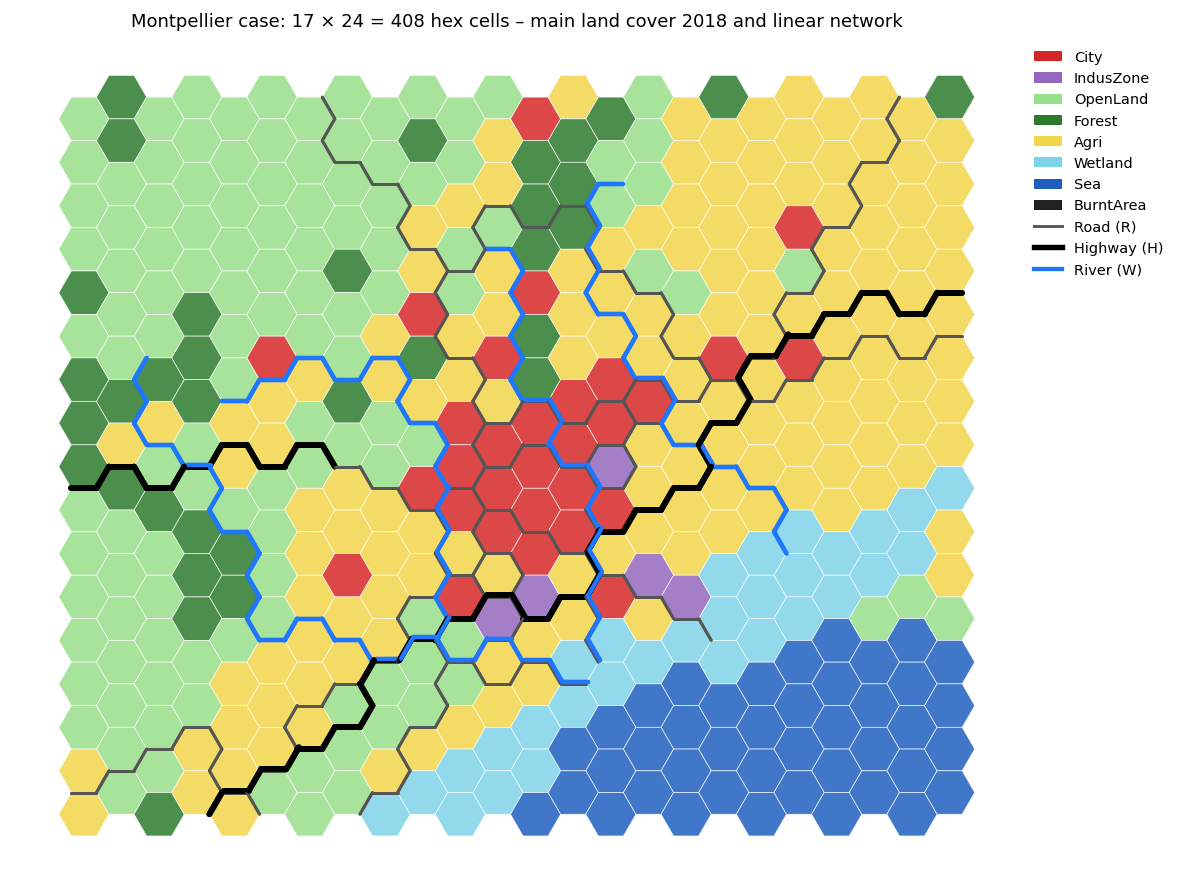 Montpellier case: 17 × 24 = 408 hex cells – main land cover 2018 and linear network
City
IndusZone
OpenLand
Forest
Agri
Wetland
Sea
BurntArea
Road (R)
Highway (H)
River (W)